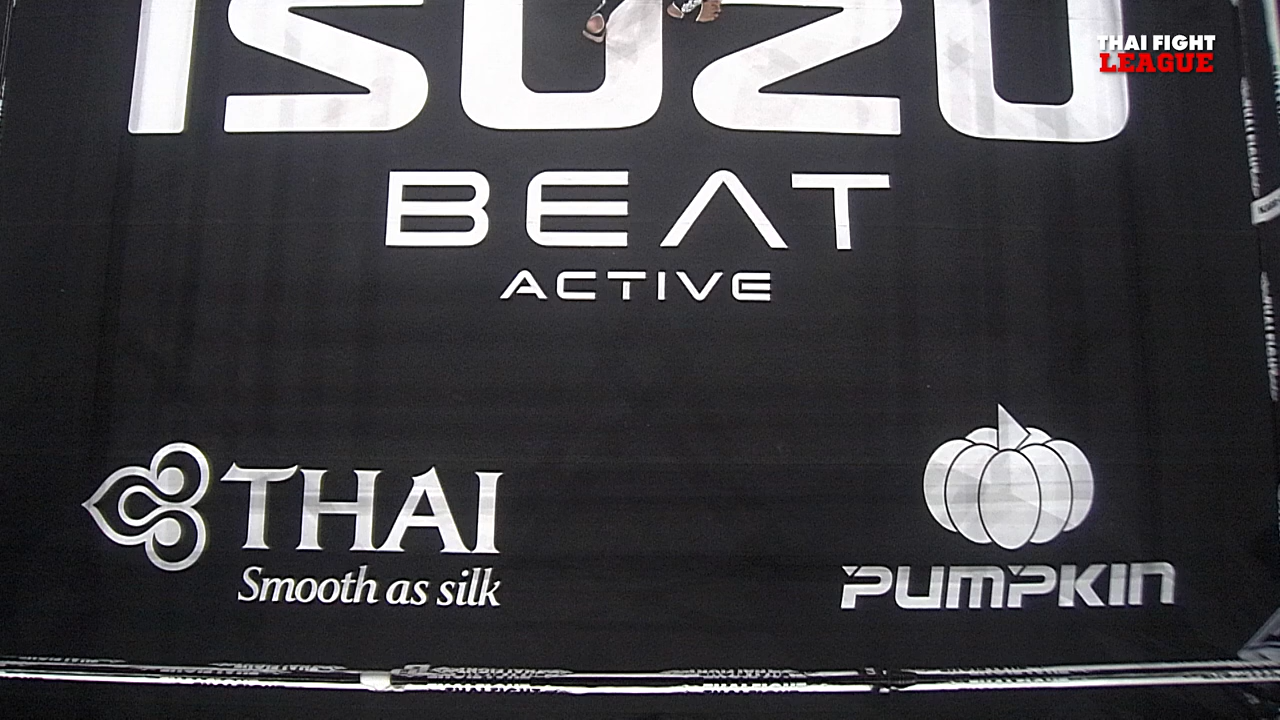 ISUZU
THAI FIGHT
LEAGUE
BEAT
ACTIVE
THAI
Smooth as silk
PUMPKIN